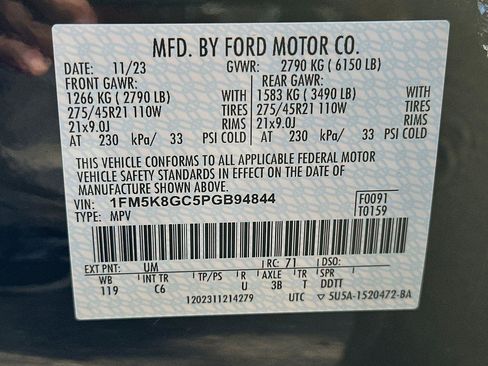 MFD. BY FORD MOTOR CO.
DATE: 11/23 GVWR: 2790 KG ( 6150 LB)
FRONT GAWR: REAR GAWR:
1266 KG ( 2790 LB) WITH 1583 KG ( 3490 LB) WITH
275/45R21 110W TIRES 275/45R21 110W TIRES
21x9.0J RIMS 21x9.0J RIMS
AT 230 kPa/ 33 PSI COLD AT 230 kPa/ 33 PSI COLD
THIS VEHICLE CONFORMS TO ALL APPLICABLE FEDERAL MOTOR
VEHICLE SAFETY STANDARDS IN EFFECT ON THE DATE OF
MANUFACTURE SHOWN ABOVE.
VIN: 1FM5K8GC5PGB94844 F0091
TYPE: MPV T0159
EXT PNT: UM RC: 71 DSO:
WB INT TR TP/PS R AXLE TR SPR
119 C6 U 3B T DDTT
1202311214279 UTC ▽ 5U5A-1520472-BA